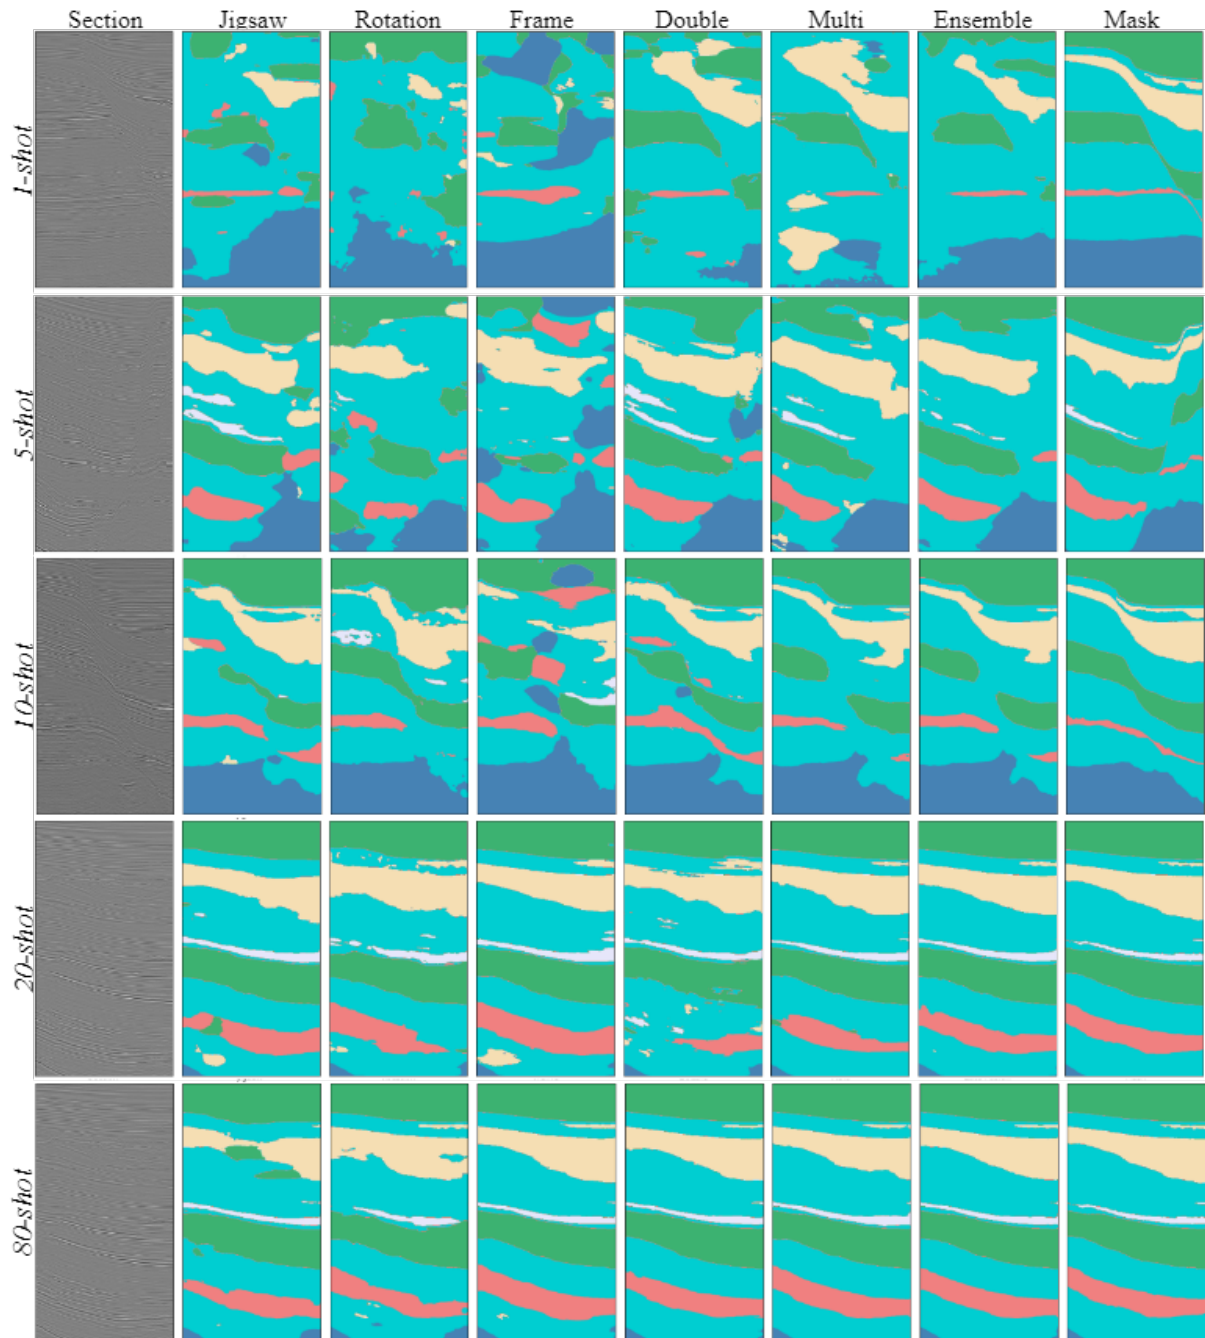 Section Jigsaw Rotation Frame Double Multi Ensemble Mask
1-shot
5-shot
10-shot
20-shot
80-shot